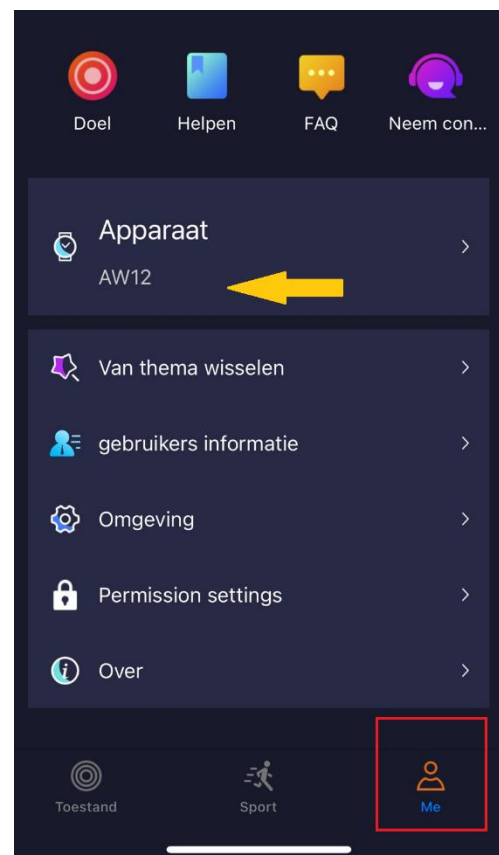 Doel
Helpen
FAQ
Neem con...
Apparaat
AW12
Van thema wisselen
gebruikers informatie
Omgeving
Permission settings
Over
Toestand
Sport
Me